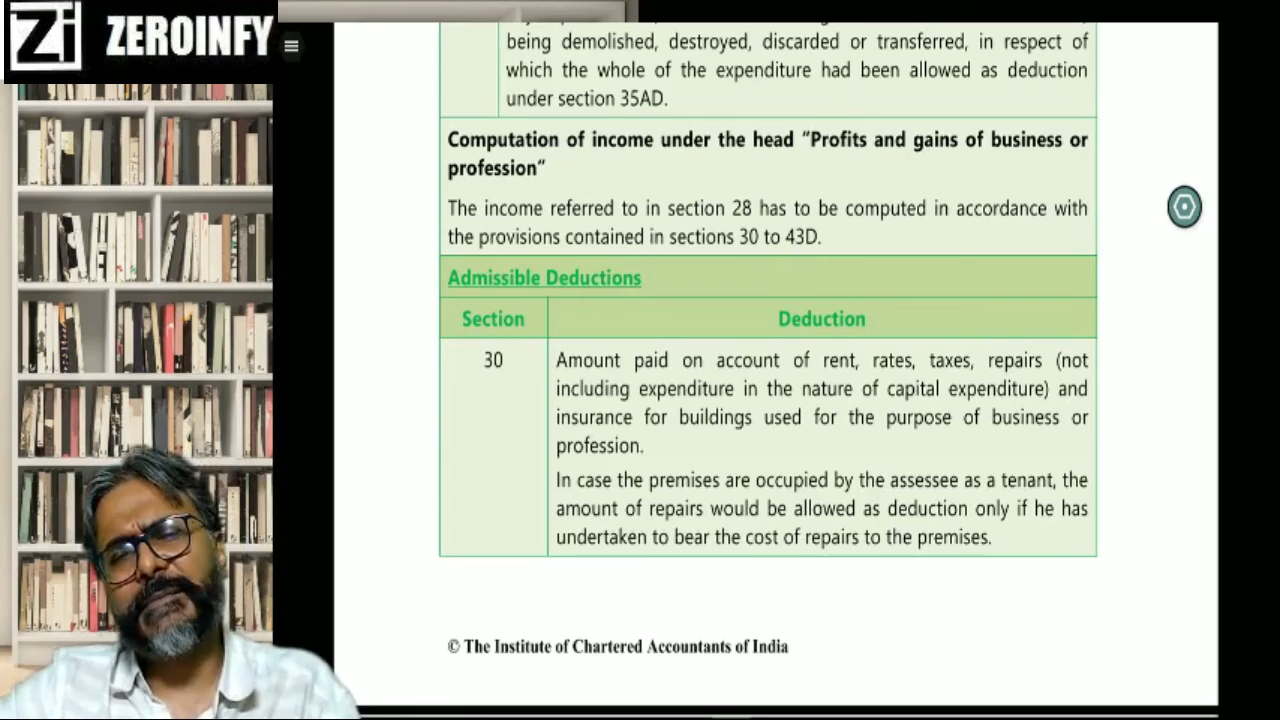 Zi ZEROINFY
being demolished, destroyed, discarded or transferred, in respect of
which the whole of the expenditure had been allowed as deduction
under section 35AD.
Computation of income under the head “Profits and gains of business or
profession”
The income referred to in section 28 has to be computed in accordance with
the provisions contained in sections 30 to 43D.
Admissible Deductions
Section Deduction
30 Amount paid on account of rent, rates, taxes, repairs (not
including expenditure in the nature of capital expenditure) and
insurance for buildings used for the purpose of business or
profession.
In case the premises are occupied by the assessee as a tenant, the
amount of repairs would be allowed as deduction only if he has
undertaken to bear the cost of repairs to the premises.
© The Institute of Chartered Accountants of India